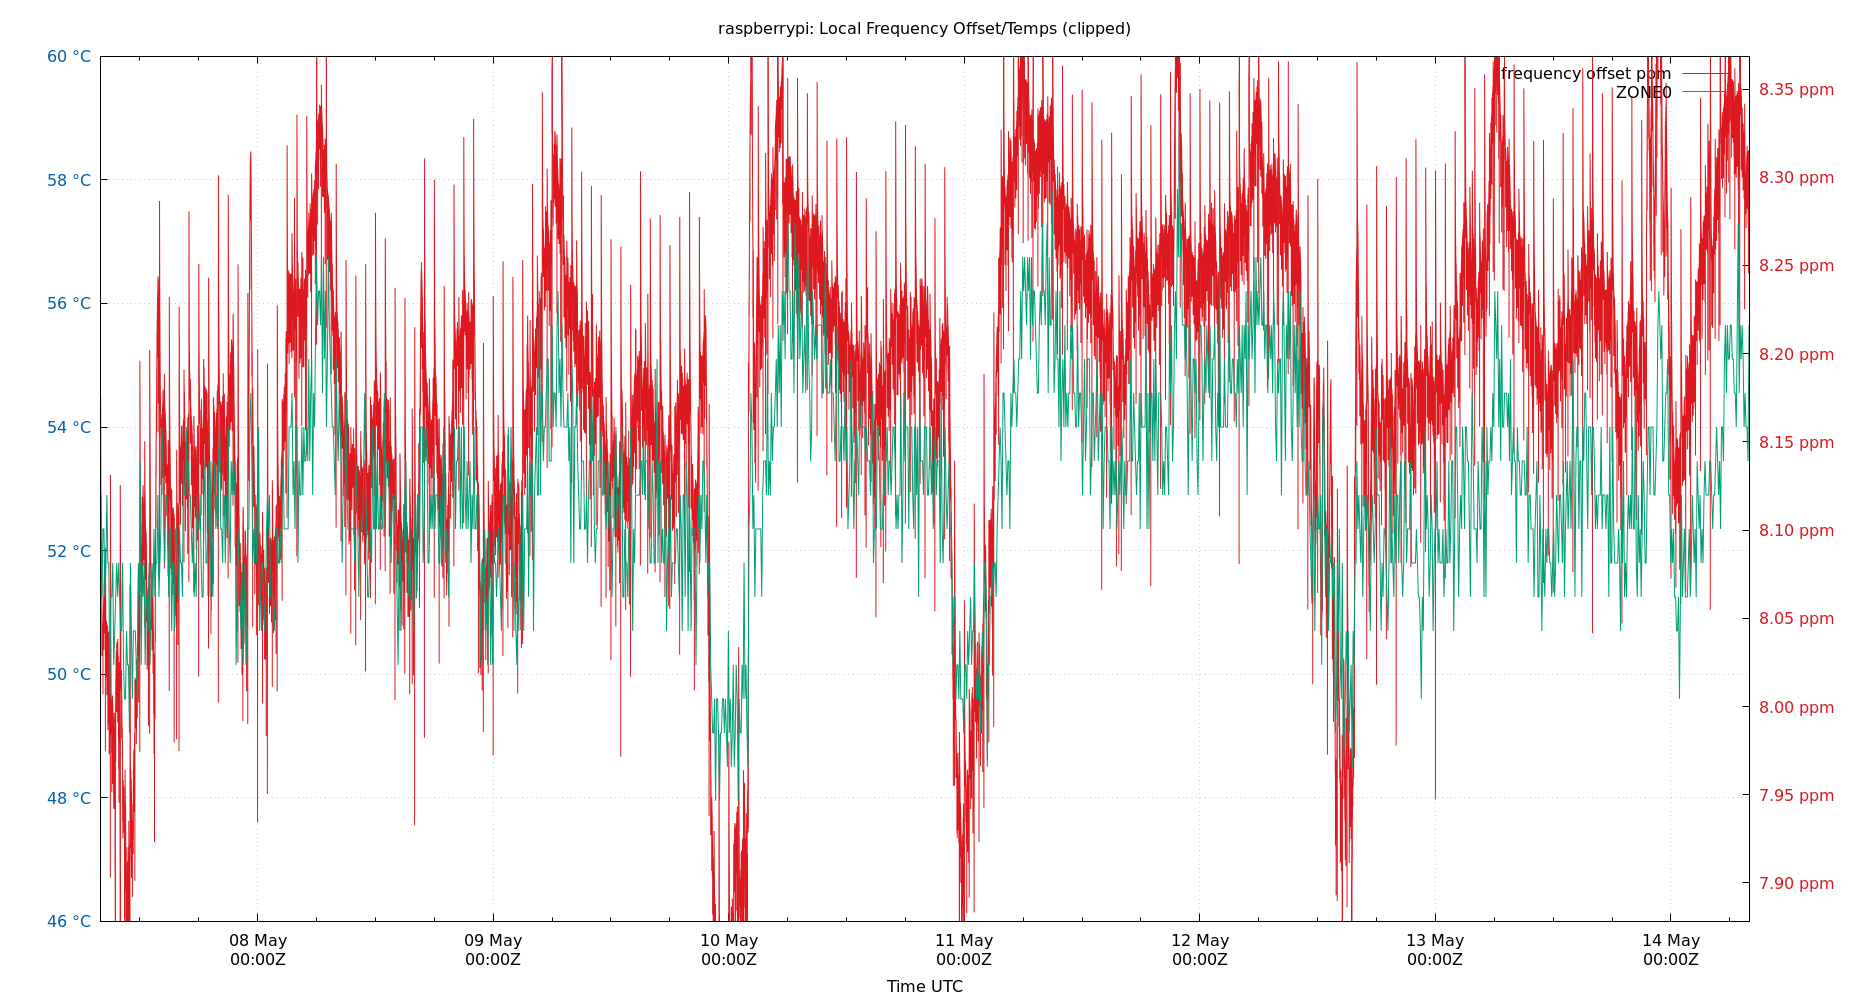 raspberrypi: Local Frequency Offset/Temps (clipped)
60 °C
58 °C
56 °C
54 °C
52 °C
50 °C
48 °C
46 °C
frequency offset ppm
ZONE0
8.35 ppm
8.30 ppm
8.25 ppm
8.20 ppm
8.15 ppm
8.10 ppm
8.05 ppm
8.00 ppm
7.95 ppm
7.90 ppm
08 May 09 May 10 May 11 May 12 May 13 May 14 May
00:00Z 00:00Z 00:00Z 00:00Z 00:00Z 00:00Z 00:00Z
Time UTC